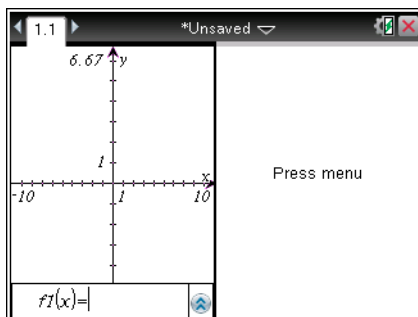 1.1 *Unsaved
6.67 y
1
x
-10 1 10
f1(x)=
Press menu